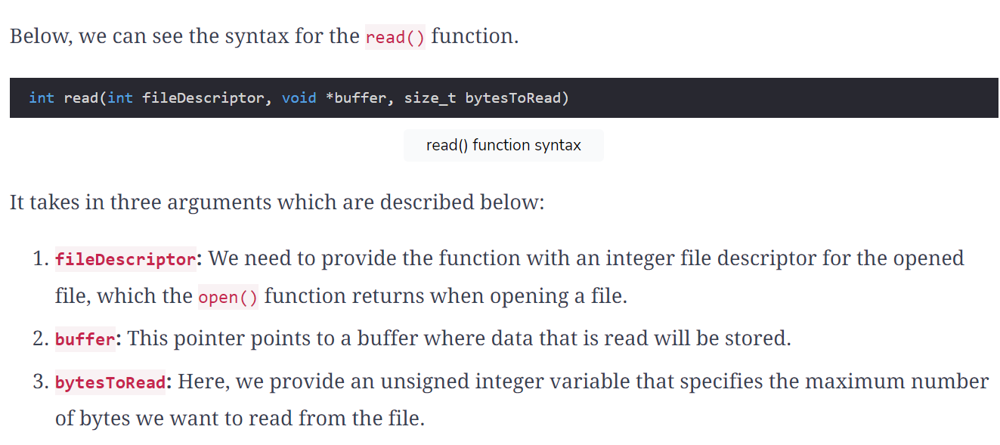 Below, we can see the syntax for the read() function.
int read(int fileDescriptor, void *buffer, size_t bytesToRead)
read() function syntax
It takes in three arguments which are described below:
1. fileDescriptor: We need to provide the function with an integer file descriptor for the opened
file, which the open() function returns when opening a file.
2. buffer: This pointer points to a buffer where data that is read will be stored.
3. bytesToRead: Here, we provide an unsigned integer variable that specifies the maximum number
of bytes we want to read from the file.